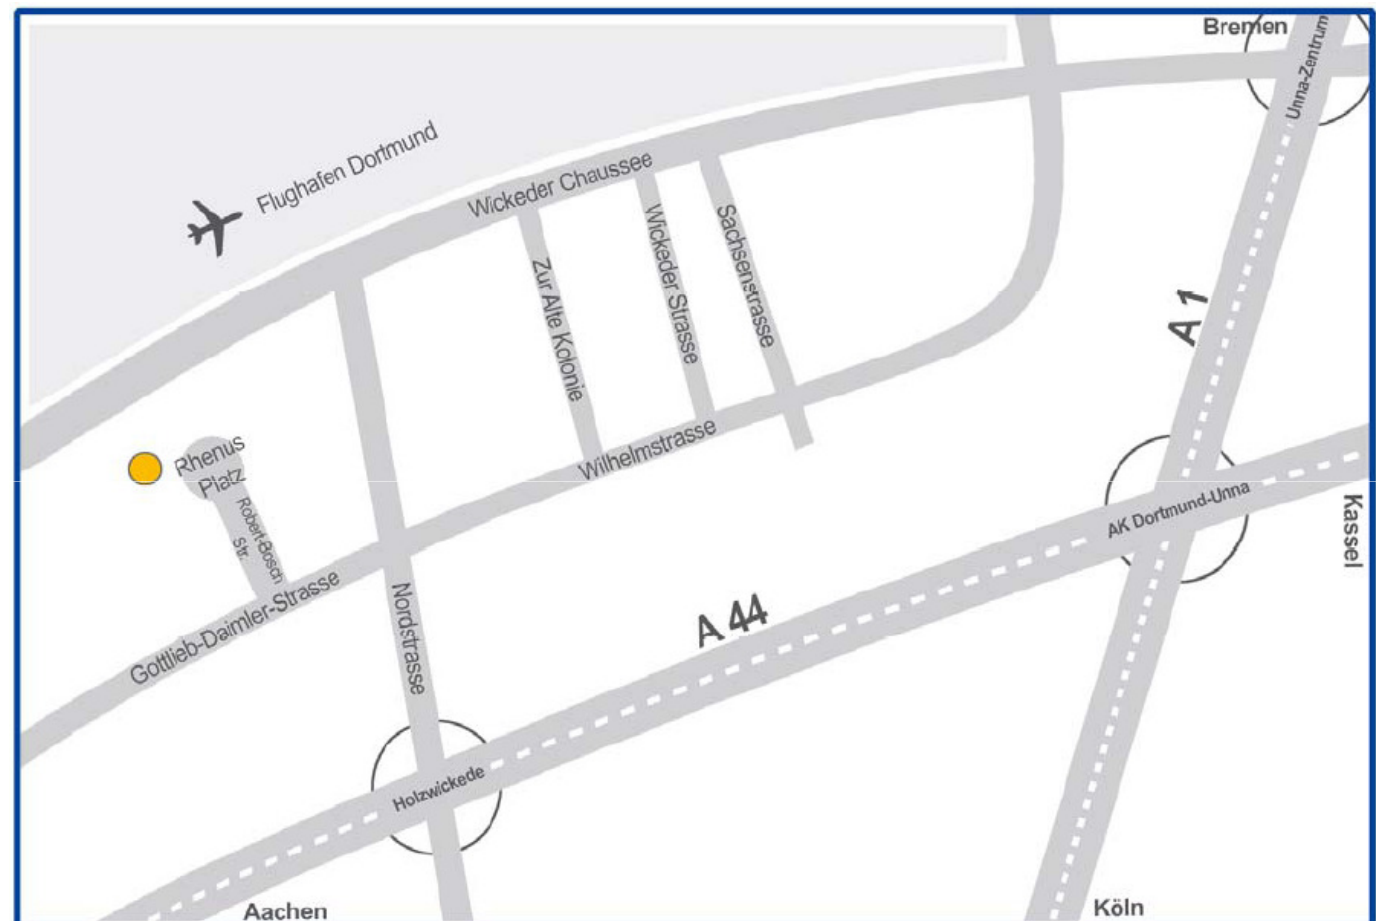 Bremen
Unna-Zentrum
Flughafen Dortmund
Wickeder Chaussee
Zur Alte Kolonie
Wickeder Strasse
Sachsenstrasse
A 1
Rhenus
Platz
Robert-Bosch
Str.
Wilhelmstrasse
AK Dortmund-Unna
Kassel
Gottlieb-Daimler-Strasse
Nordstrasse
A 44
Holzwickede
Aachen
Köln